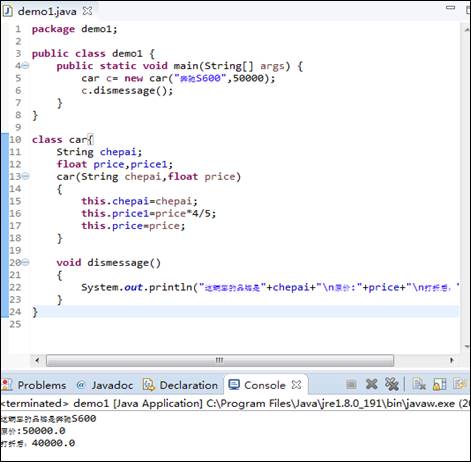 demo1.java
1 package demo1;
2
3 public class demo1 {
4 public static void main(String[] args) {
5 car c= new car("奔驰S600",50000);
6 c.dismessage();
7 }
8 }
9
10 class car{
11 String chepai;
12 float price,price1;
13 car(String chepai,float price)
14 {
15 this.chepai=chepai;
16 this.price1=price*4/5;
17 this.price=price;
18 }
19
20 void dismessage()
21 {
22 System.out.println("这辆车的品牌是"+chepai+"\n原价:"+price+"\n打折后: "
23 }
24 }
25
Problems Javadoc Declaration Console
<terminated> demo1 [Java Application] C:\Program Files\Java\jre1.8.0_191\bin\javaw.exe (20
这辆车的品牌是奔驰S600
原价:50000.0
打折后: 40000.0